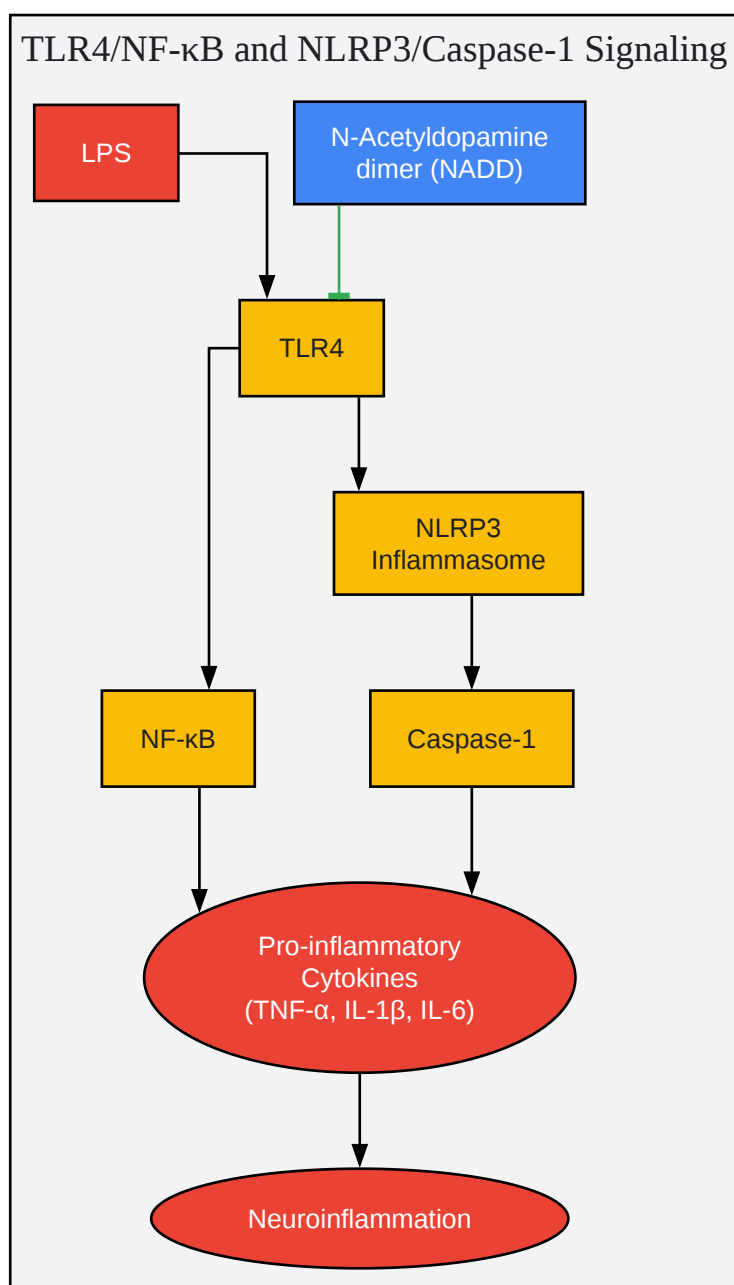 TLR4/NF-κB and NLRP3/Caspase-1 Signaling
LPS
N-Acetyldopamine
dimer (NADD)
TLR4
NLRP3
Inflammasome
NF-κB
Caspase-1
Pro-inflammatory
Cytokines
(TNF-α, IL-1β, IL-6)
Neuroinflammation